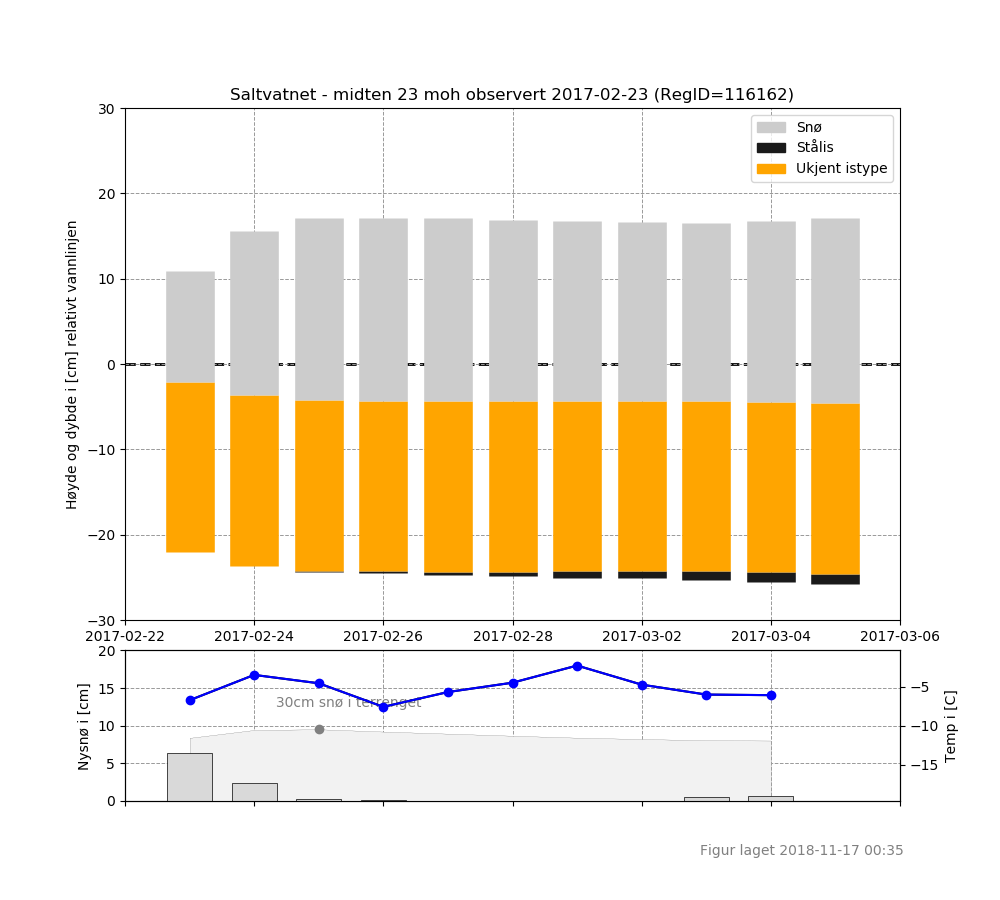 Saltvatnet - midten 23 moh observert 2017-02-23 (RegID=116162)
30
20
10
0
−10
−20
−30
Høyde og dybde i [cm] relativt vannlinjen
Snø
Stålis
Ukjent istype
2017-02-22
2017-02-24
2017-02-26
2017-02-28
2017-03-02
2017-03-04
2017-03-06
20
15
10
5
0
Nysnø i [cm]
30cm snø i terrenget
−5
−10
−15
Temp i [C]
Figur laget 2018-11-17 00:35